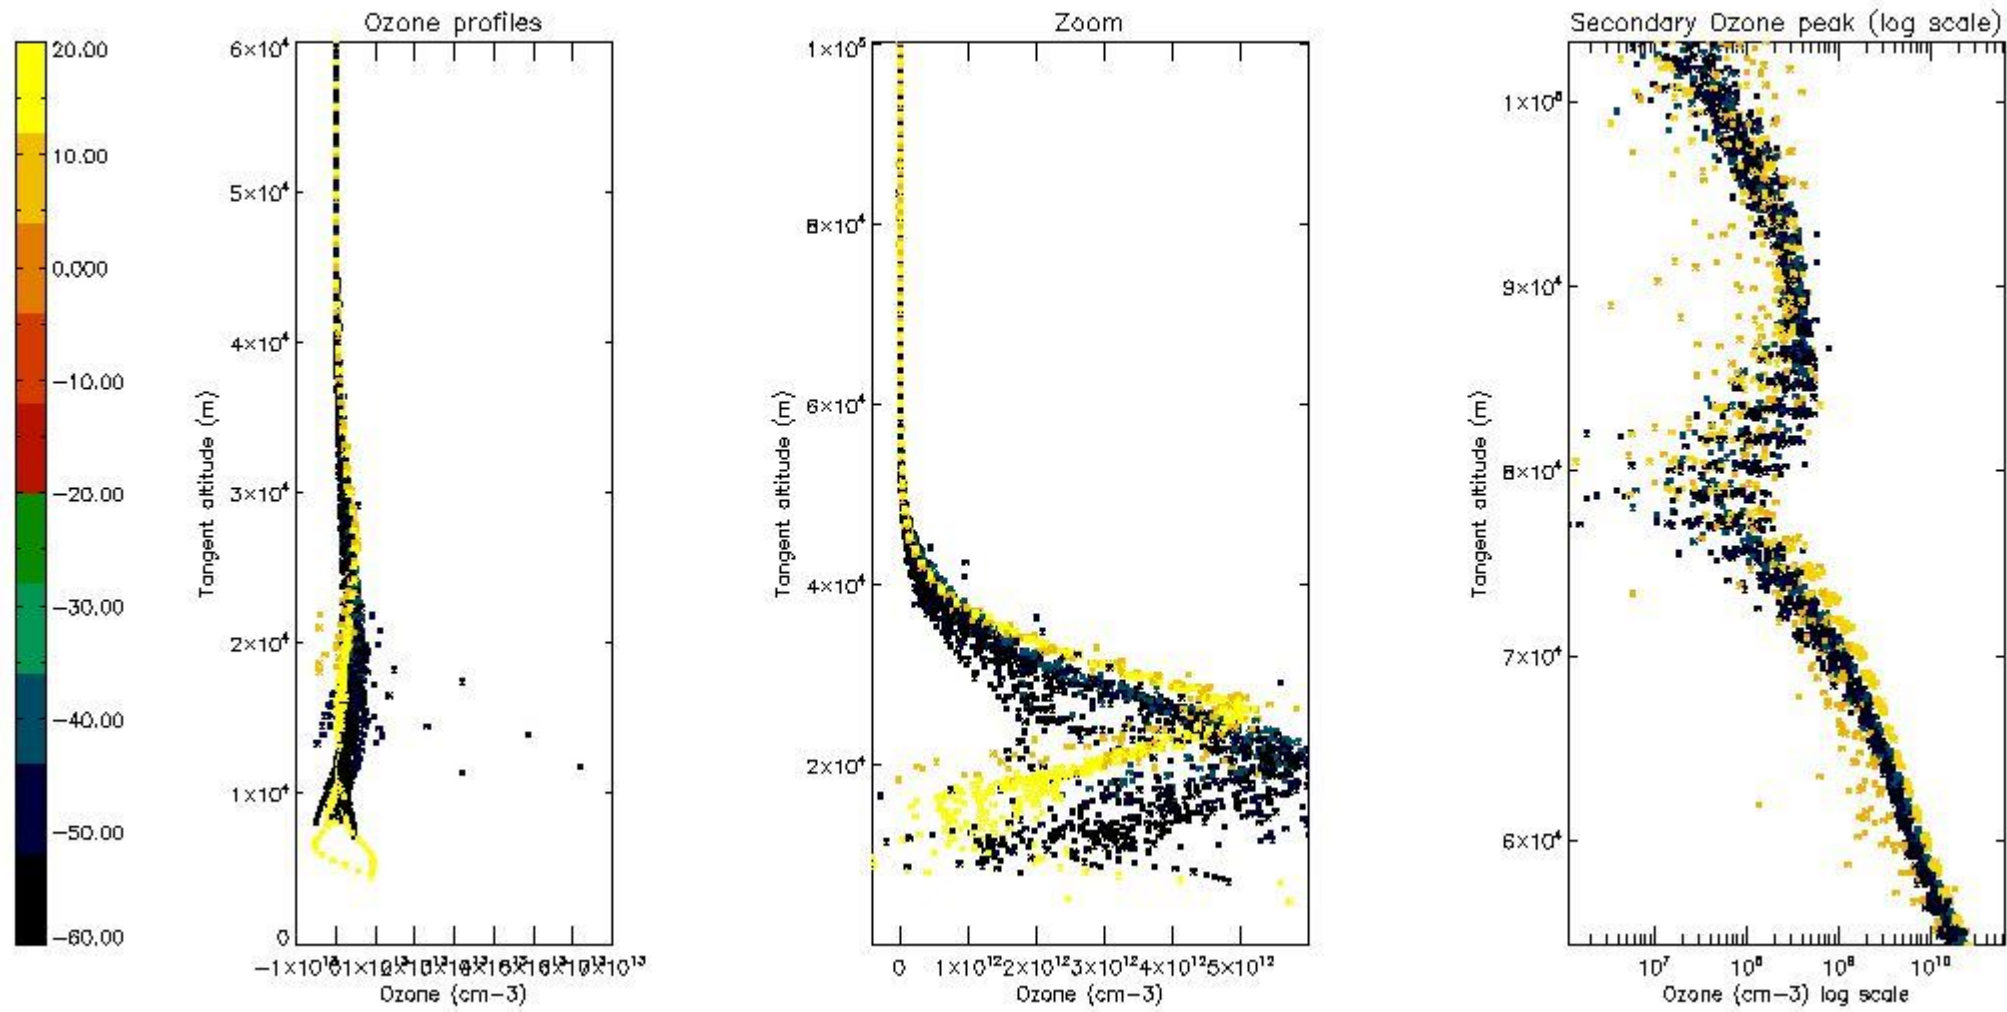 Ozone profiles
Zoom
Secondary Ozone peak (log scale)
20.00
10.00
0.000
−10.00
−20.00
−30.00
−40.00
−50.00
−60.00
6×10⁴
5×10⁴
4×10⁴
3×10⁴
2×10⁴
1×10⁴
0
Tangent altitude (m)
Ozone (cm−3)
1×10⁵
8×10⁴
6×10⁴
4×10⁴
2×10⁴
Tangent altitude (m)
0 1×10¹² 2×10¹² 3×10¹² 4×10¹² 5×10¹²
Ozone (cm−3)
1×10⁵
9×10⁴
8×10⁴
7×10⁴
6×10⁴
Tangent altitude (m)
10⁷ 10⁸ 10⁹ 10¹⁰
Ozone (cm−3) log scale